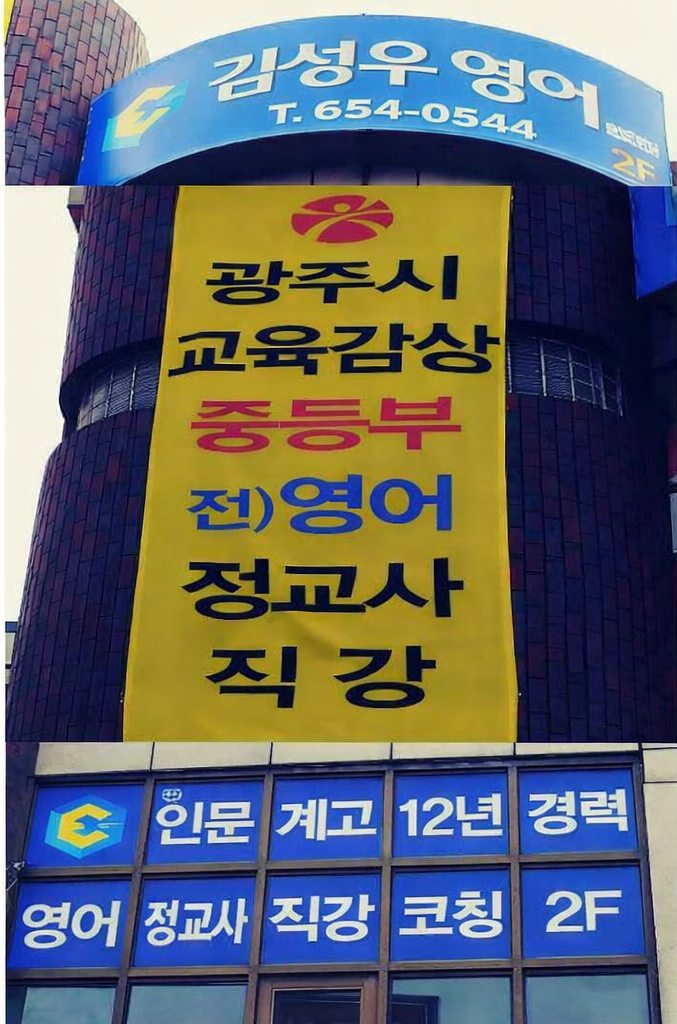 김성우 영어
T. 654-0544
2F
광주시
교육감상
중등부
전)영어
정교사
직 강
인문 계고 12년 경력
영어 정교사 직강 코칭 2F